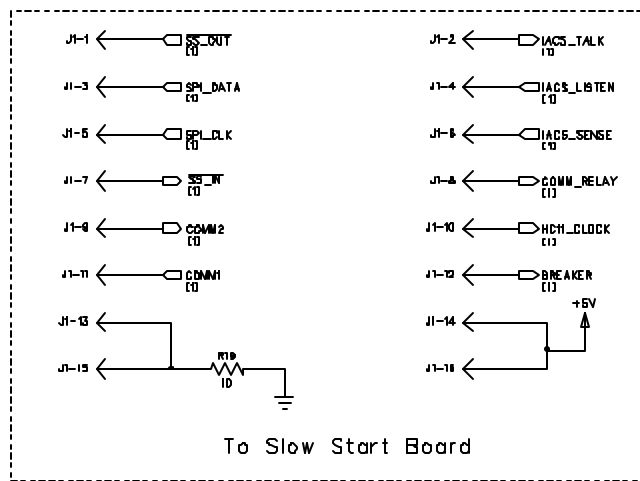 J1-1 SS_OUT [1] J1-2 IACS_TALK [1]
J1-3 SPI_DATA [1] J1-4 IACS_LISTEN [1]
J1-5 SPI_CLK [1] J1-6 IACS_SENSE [1]
J1-7 SS_IN [1] J1-8 COMM_RELAY [1]
J1-9 COMM2 [1] J1-10 HC11_CLOCK [1]
J1-11 COMM1 [1] J1-12 BREAKER [1]
+5V
J1-13 J1-14
R19
J1-15 J1-16
10
To Slow Start Board